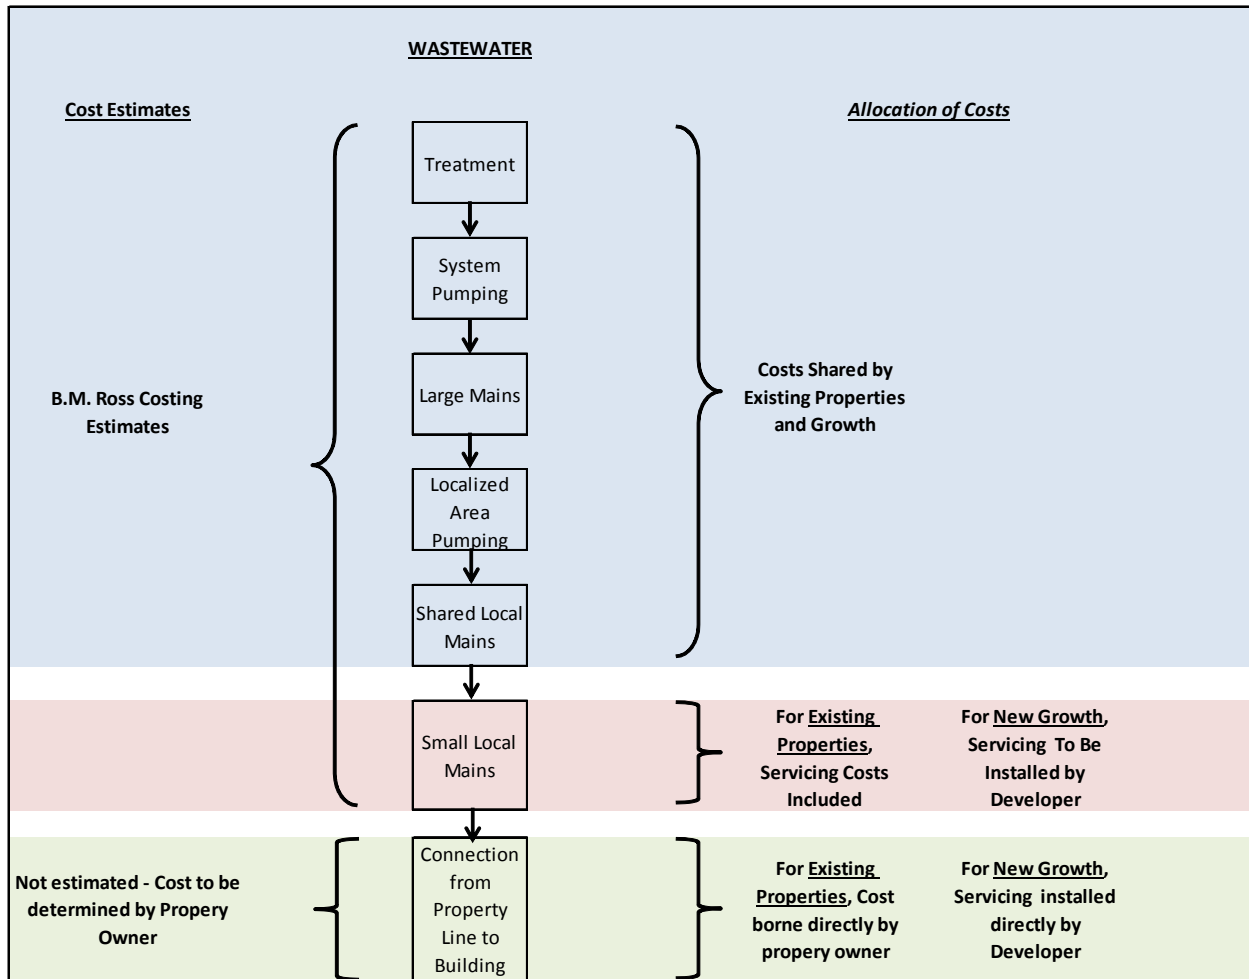 WASTEWATER
Cost Estimates
Allocation of Costs
Treatment
System
Pumping
Large Mains
Localized
Area
Pumping
Shared Local
Mains
B.M. Ross Costing
Estimates
Costs Shared by
Existing Properties
and Growth
Small Local
Mains
For Existing
Properties,
Servicing Costs
Included
For New Growth,
Servicing To Be
Installed by
Developer
Not estimated - Cost to be
determined by Propery
Owner
Connection
from
Property
Line to
Building
For Existing
Properties, Cost
borne directly by
propery owner
For New Growth,
Servicing installed
directly by
Developer